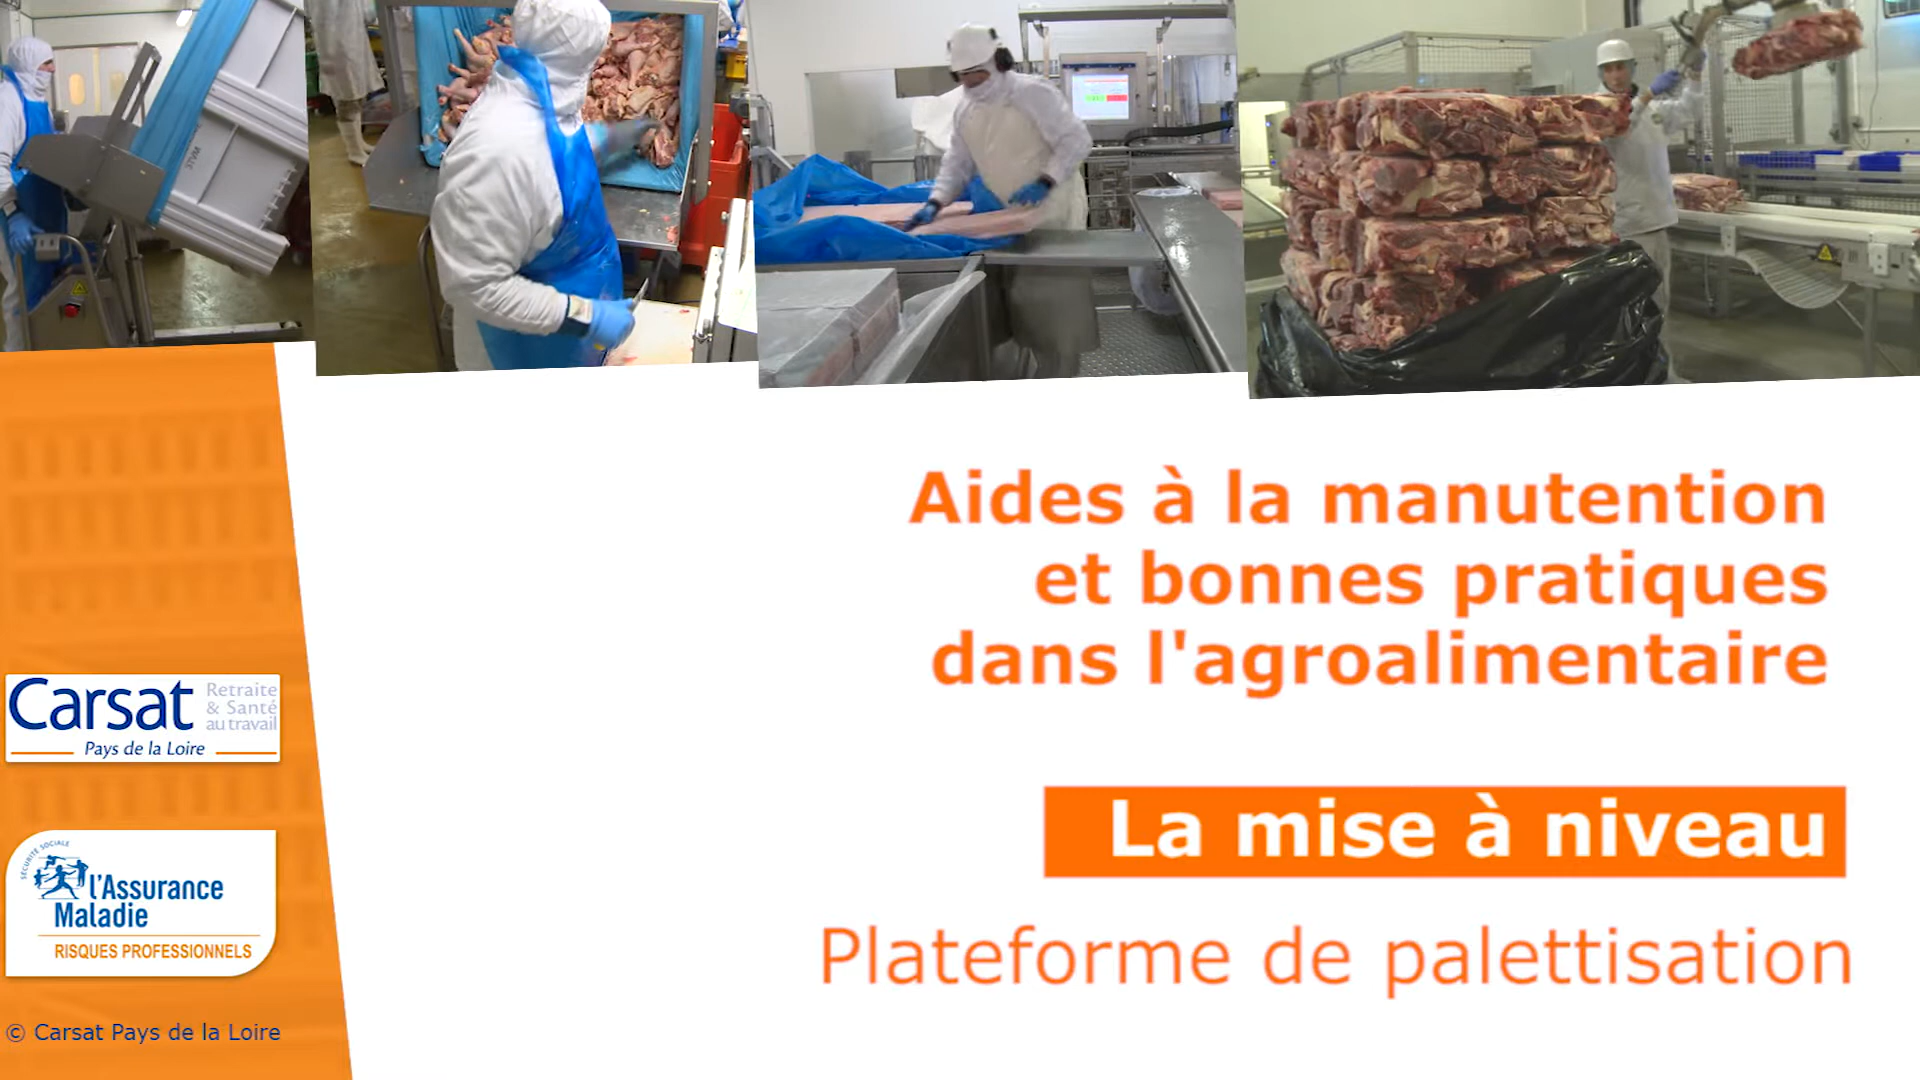 Aides à la manutention
et bonnes pratiques
dans l'agroalimentaire
La mise à niveau
Plateforme de palettisation
Carsat
Retraite
& Santé
au travail
Pays de la Loire
SÉCURITÉ SOCIALE
l'Assurance
Maladie
RISQUES PROFESSIONNELS
© Carsat Pays de la Loire